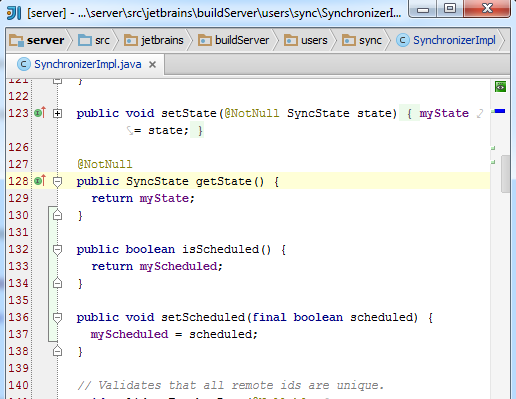 [server] - ...\server\src\jetbrains\buildServer\users\sync\SynchronizerI...
server src jetbrains buildServer users sync SynchronizerImpl
SynchronizerImpl.java
121 }
122
123 public void setState(@NotNull SyncState state) { myState
= state; }
126
127 @NotNull
128 public SyncState getState() {
129 return myState;
130 }
131
132 public boolean isScheduled() {
133 return myScheduled;
134 }
135
136 public void setScheduled(final boolean scheduled) {
137 myScheduled = scheduled;
138 }
139
140 // Validates that all remote ids are unique.